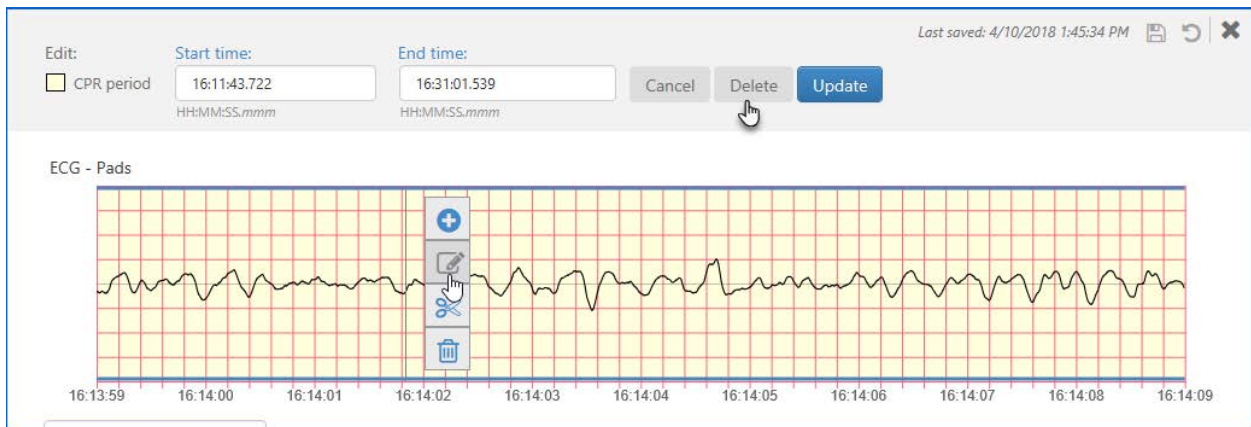 Last saved: 4/10/2018 1:45:34 PM
Edit: Start time: End time:
CPR period 16:11:43.722 16:31:01.539 Cancel Delete Update
HH:MM:SS.mmm HH:MM:SS.mmm
ECG - Pads
16:13:59 16:14:00 16:14:01 16:14:02 16:14:03 16:14:04 16:14:05 16:14:06 16:14:07 16:14:08 16:14:09